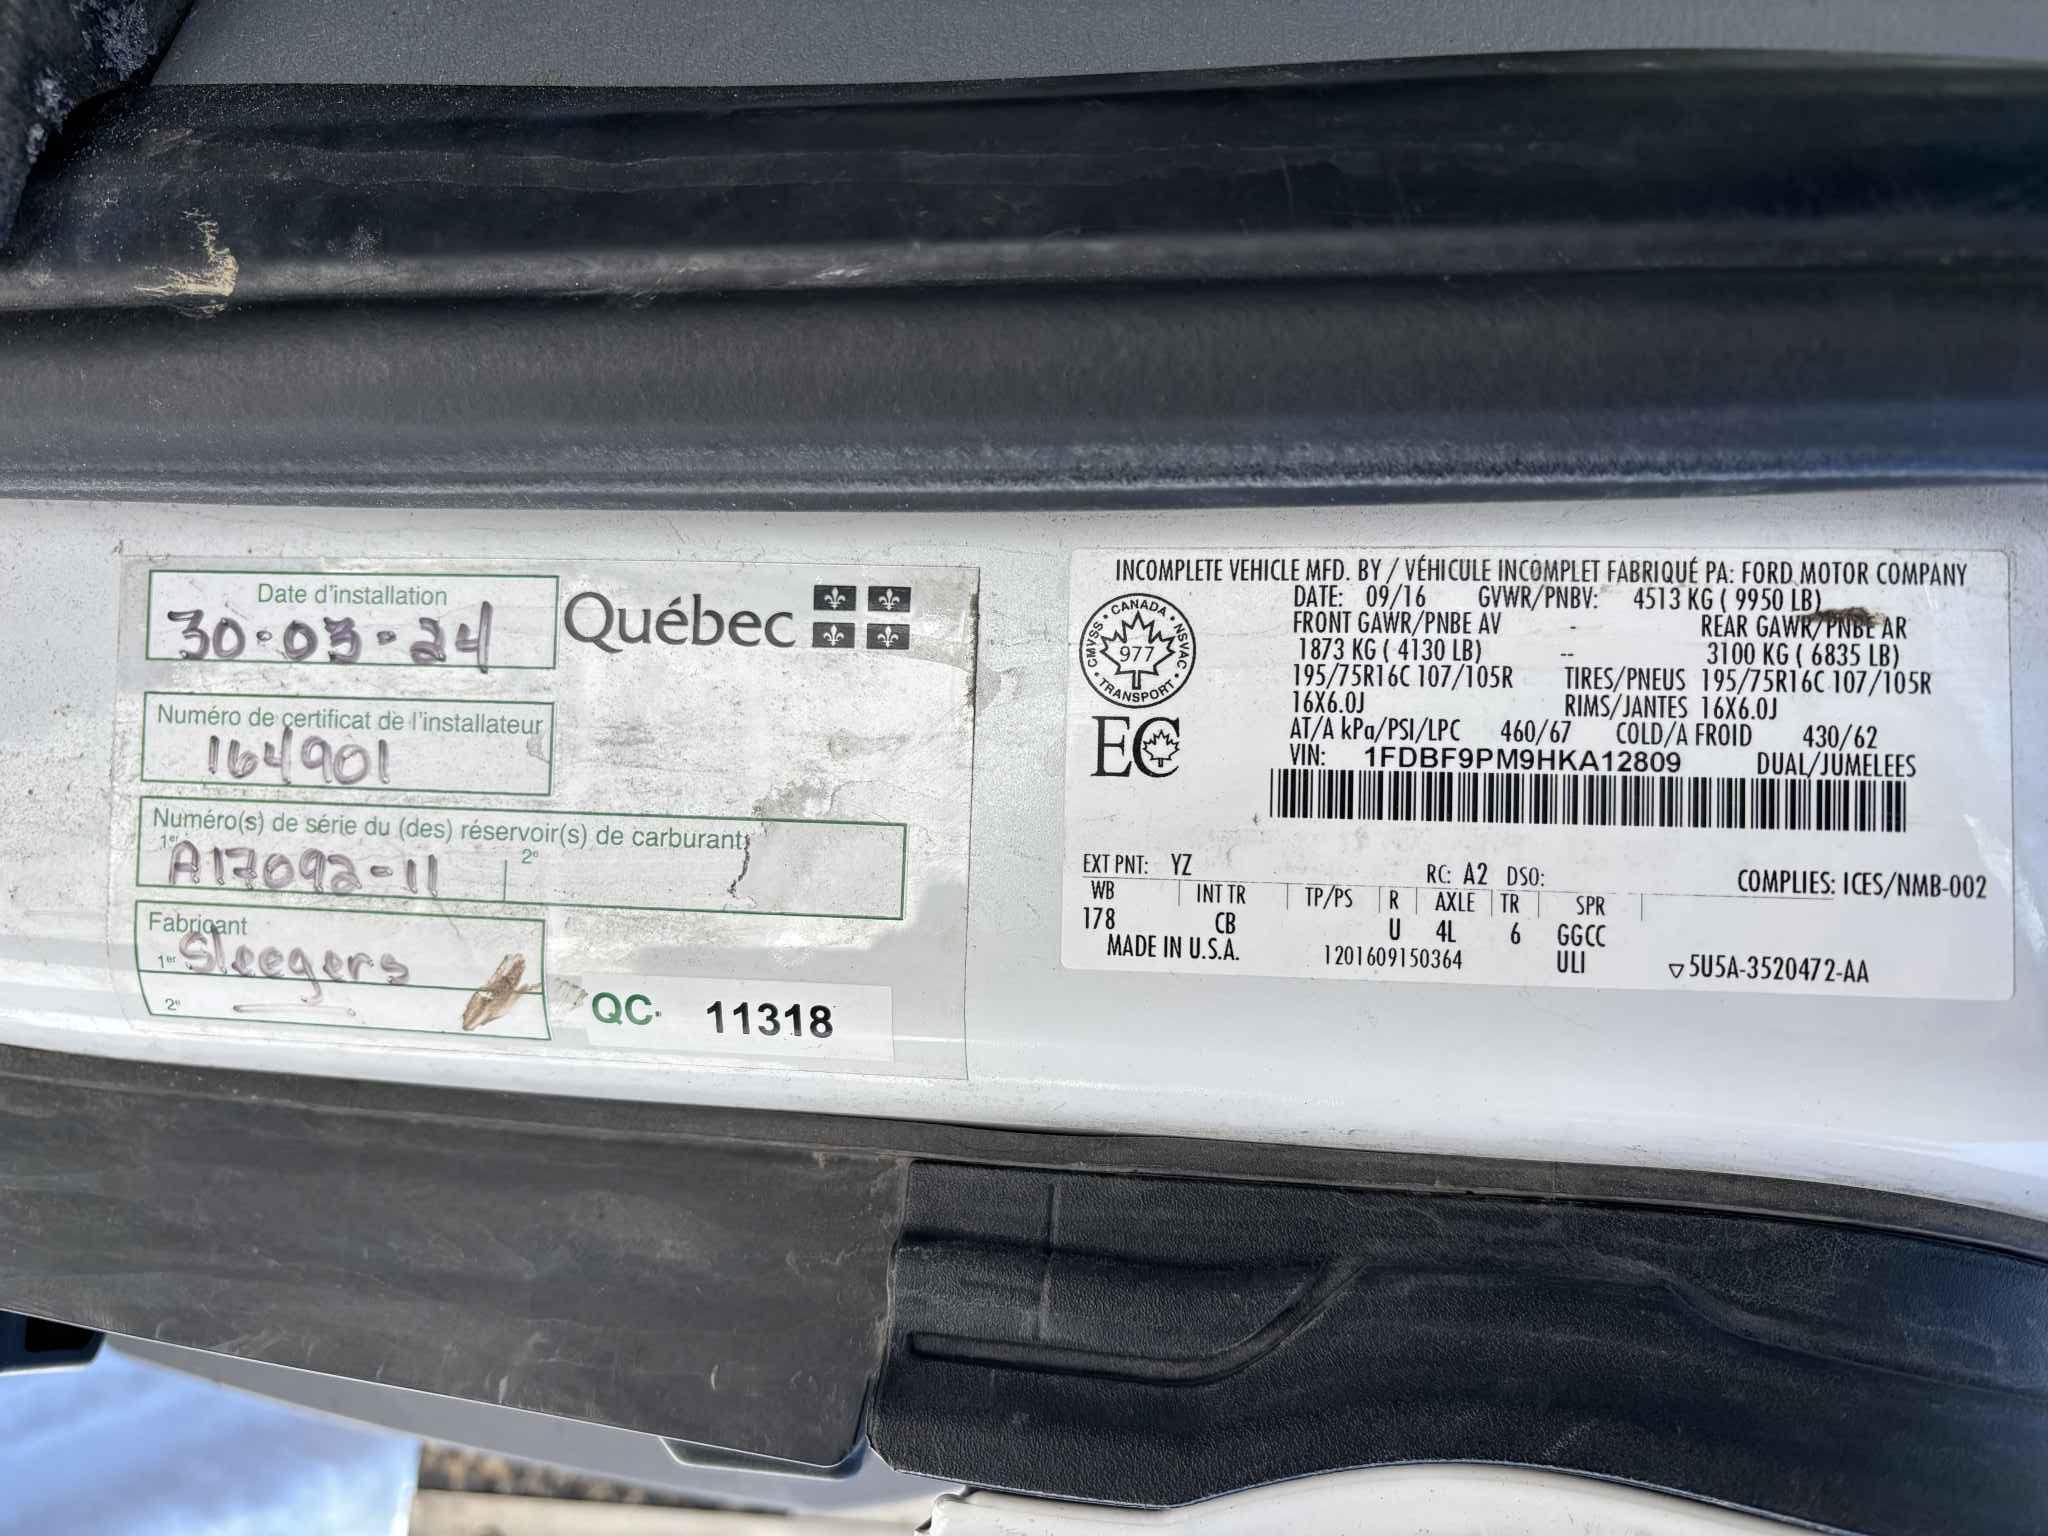 Date d'installation
30-03-24
Québec
Numéro de certificat de l'installateur
164901
Numéro(s) de série du (des) réservoir(s) de carburant
1er A17092-11 2e
Fabricant
1er Sleegers
2e
QC. 11318
INCOMPLETE VEHICLE MFD. BY / VÉHICULE INCOMPLET FABRIQUÉ PA: FORD MOTOR COMPANY
DATE: 09/16 GVWR/PNBV: 4513 KG ( 9950 LB)
FRONT GAWR/PNBE AV - REAR GAWR/PNBE AR
1873 KG ( 4130 LB) -- 3100 KG ( 6835 LB)
195/75R16C 107/105R TIRES/PNEUS 195/75R16C 107/105R
16X6.0J RIMS/JANTES 16X6.0J
AT/A kPa/PSI/LPC 460/67 COLD/A FROID 430/62
VIN: 1FDBF9PM9HKA12809 DUAL/JUMELEES
CANADA
CMVSS NSVAC
977
TRANSPORT
EC
EXT PNT: YZ RC: A2 DSO: COMPLIES: ICES/NMB-002
WB INT TR TP/PS R AXLE TR SPR
178 CB U 4L 6 GGCC
MADE IN U.S.A. 1201609150364 ULI ▽5U5A-3520472-AA